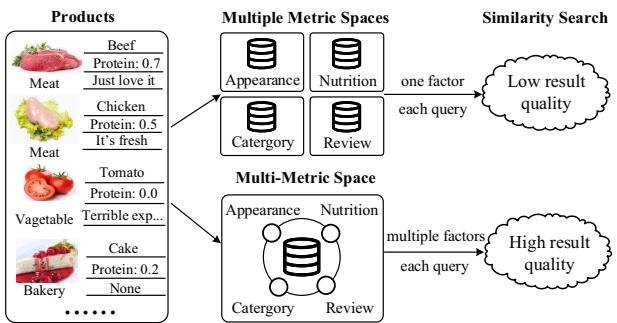 Products
Beef
Protein: 0.7
Just love it
Meat
Chicken
Protein: 0.5
It's fresh
Meat
Tomato
Protein: 0.0
Terrible exp...
Vagetable
Cake
Protein: 0.2
None
Bakery
......
Multiple Metric Spaces
Appearance
Nutrition
Catergory
Review
one factor
each query
Similarity Search
Low result
quality
Multi-Metric Space
Appearance
Nutrition
Catergory
Review
multiple factors
each query
High result
quality